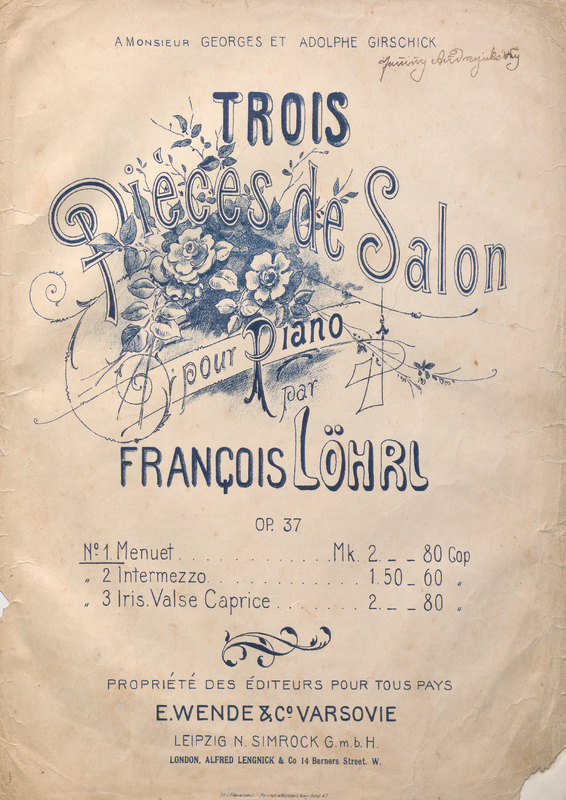 A MONSIEUR GEORGES ET ADOLPHE GIRSCHICK
TROIS
Pièces de Salon
pour Piano
par
FRANÇOIS LÖHRL
OP. 37
No. 1. Menuet . . . . . . . . . . . Mk. 2. _ _ 80 Cop
„ 2 Intermezzo . . . . . . . . . . . 1.50 _ 60 „
„ 3 Iris. Valse Caprice . . . . . . . 2. _ _ 80 „
PROPRIÉTÉ DES ÉDITEURS POUR TOUS PAYS
E. WENDE & Co. VARSOVIE
LEIPZIG N. SIMROCK G.m.b.H.
LONDON, ALFRED LENGNICK & Co 14 Berners Street. W.